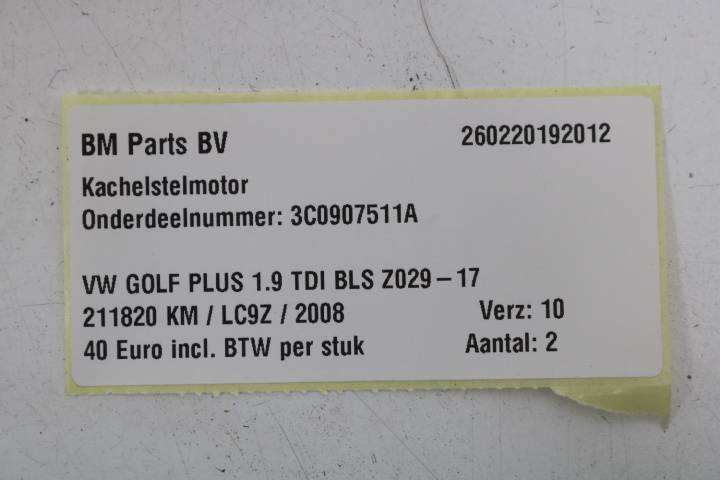 BM Parts BV 260220192012
Kachelstelmotor
Onderdeelnummer: 3C0907511A
VW GOLF PLUS 1.9 TDI BLS Z029-17
211820 KM / LC9Z / 2008 Verz: 10
40 Euro incl. BTW per stuk Aantal: 2